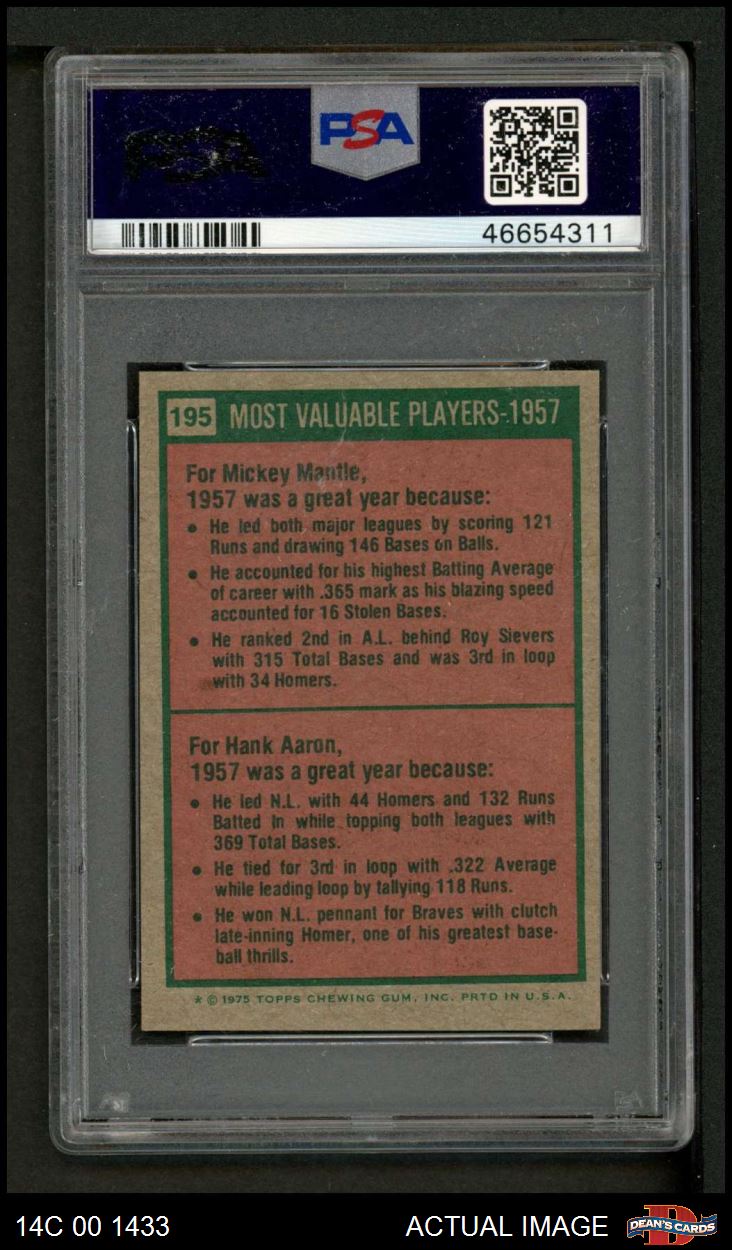 PSA
PSA
46654311
195 MOST VALUABLE PLAYERS-1957
For Mickey Mantle,
1957 was a great year because:
• He led both major leagues by scoring 121
Runs and drawing 146 Bases on Balls.
• He accounted for his highest Batting Average
of career with .365 mark as his blazing speed
accounted for 16 Stolen Bases.
• He ranked 2nd in A.L. behind Roy Sievers
with 315 Total Bases and was 3rd in loop
with 34 Homers.
For Hank Aaron,
1957 was a great year because:
• He led N.L. with 44 Homers and 132 Runs
Batted In while topping both leagues with
369 Total Bases.
• He tied for 3rd in loop with .322 Average
while leading loop by tallying 118 Runs.
• He won N.L. pennant for Braves with clutch
late-inning Homer, one of his greatest base-
ball thrills.
* © 1975 TOPPS CHEWING GUM, INC. PRTD IN U.S.A.
14C 00 1433 ACTUAL IMAGE DEAN'S CARDS